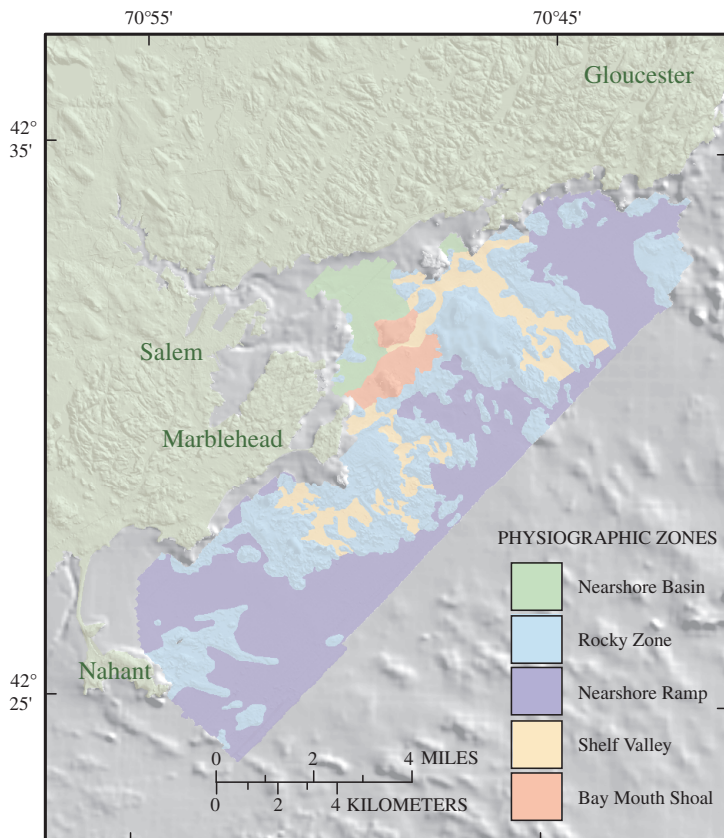 70°55' 70°45'
Gloucester
42°
35'
Salem
Marblehead
PHYSIOGRAPHIC ZONES
Nearshore Basin
Rocky Zone
Nahant
42°
25'
Nearshore Ramp
Shelf Valley
0 2 4 MILES
0 2 4 KILOMETERS
Bay Mouth Shoal